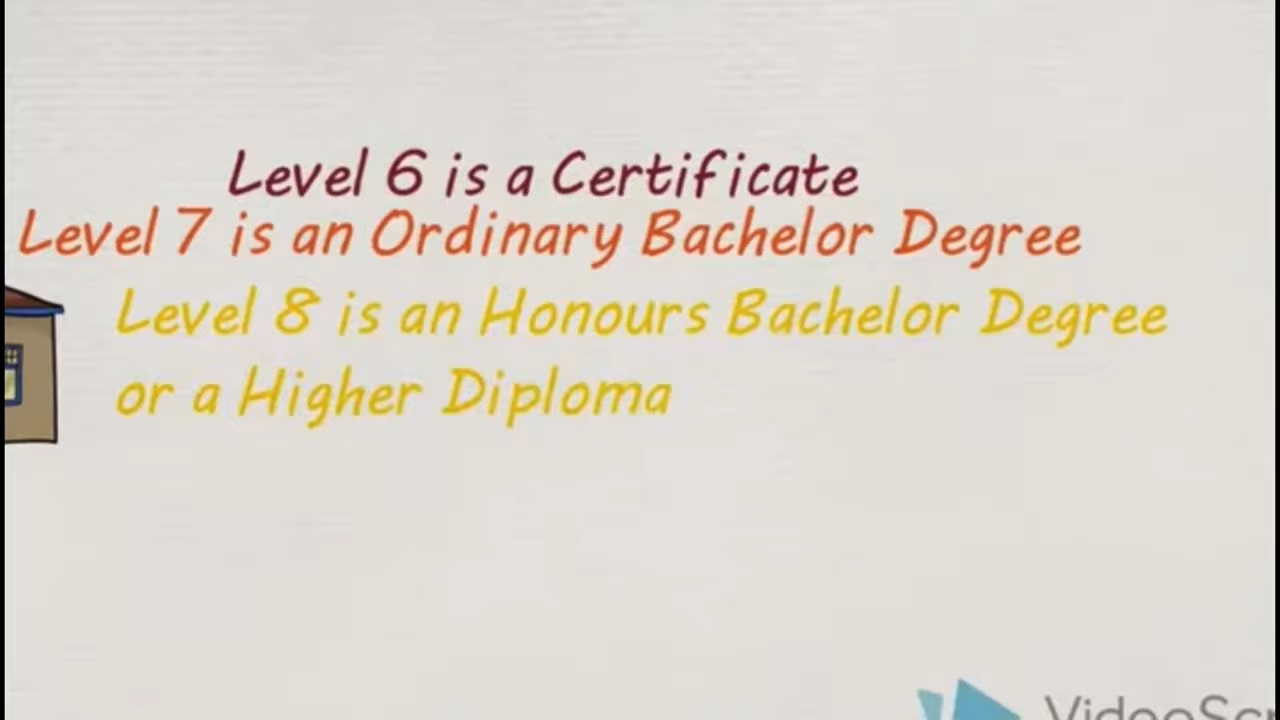 Level 6 is a Certificate
Level 7 is an Ordinary Bachelor Degree
Level 8 is an Honours Bachelor Degree
or a Higher Diploma